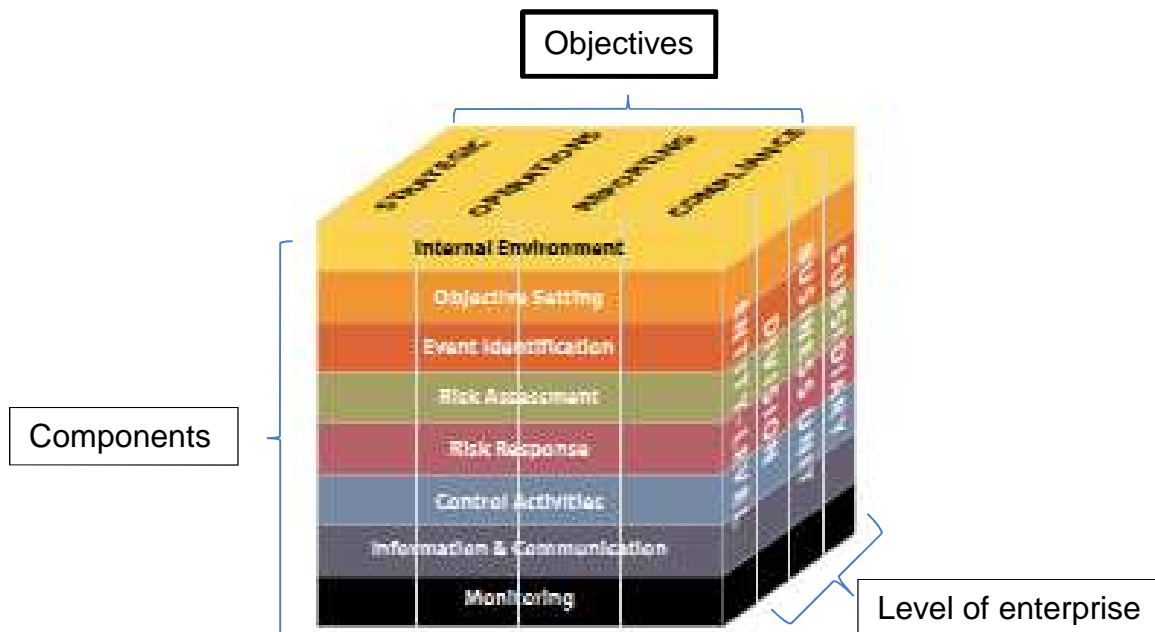 Objectives
STRATEGIC
OPERATIONS
REPORTING
COMPLIANCE
Internal Environment
Objective Setting
Event Identification
Risk Assessment
Risk Response
Control Activities
Information & Communication
Monitoring
ENTITY-LEVEL
DIVISION
BUSINESS UNIT
SUBSIDIARY
Components
Level of enterprise